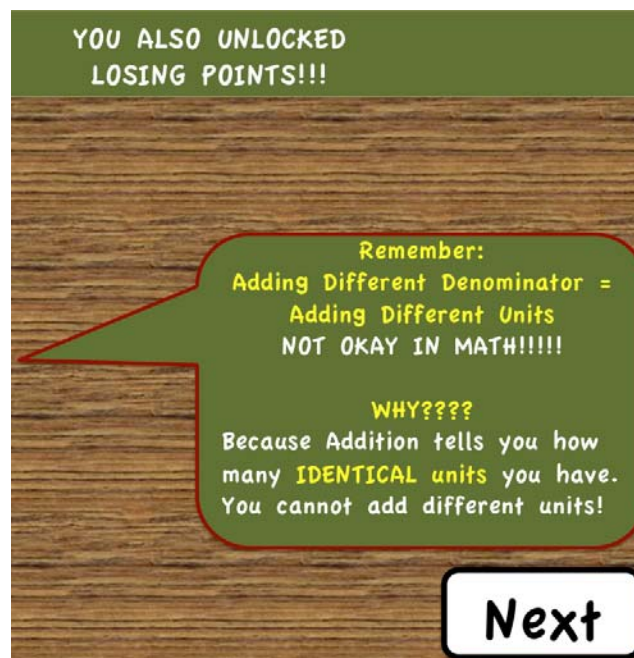 YOU ALSO UNLOCKED
LOSING POINTS!!!
Remember:
Adding Different Denominator =
Adding Different Units
NOT OKAY IN MATH!!!!!
WHY????
Because Addition tells you how
many IDENTICAL units you have.
You cannot add different units!
Next